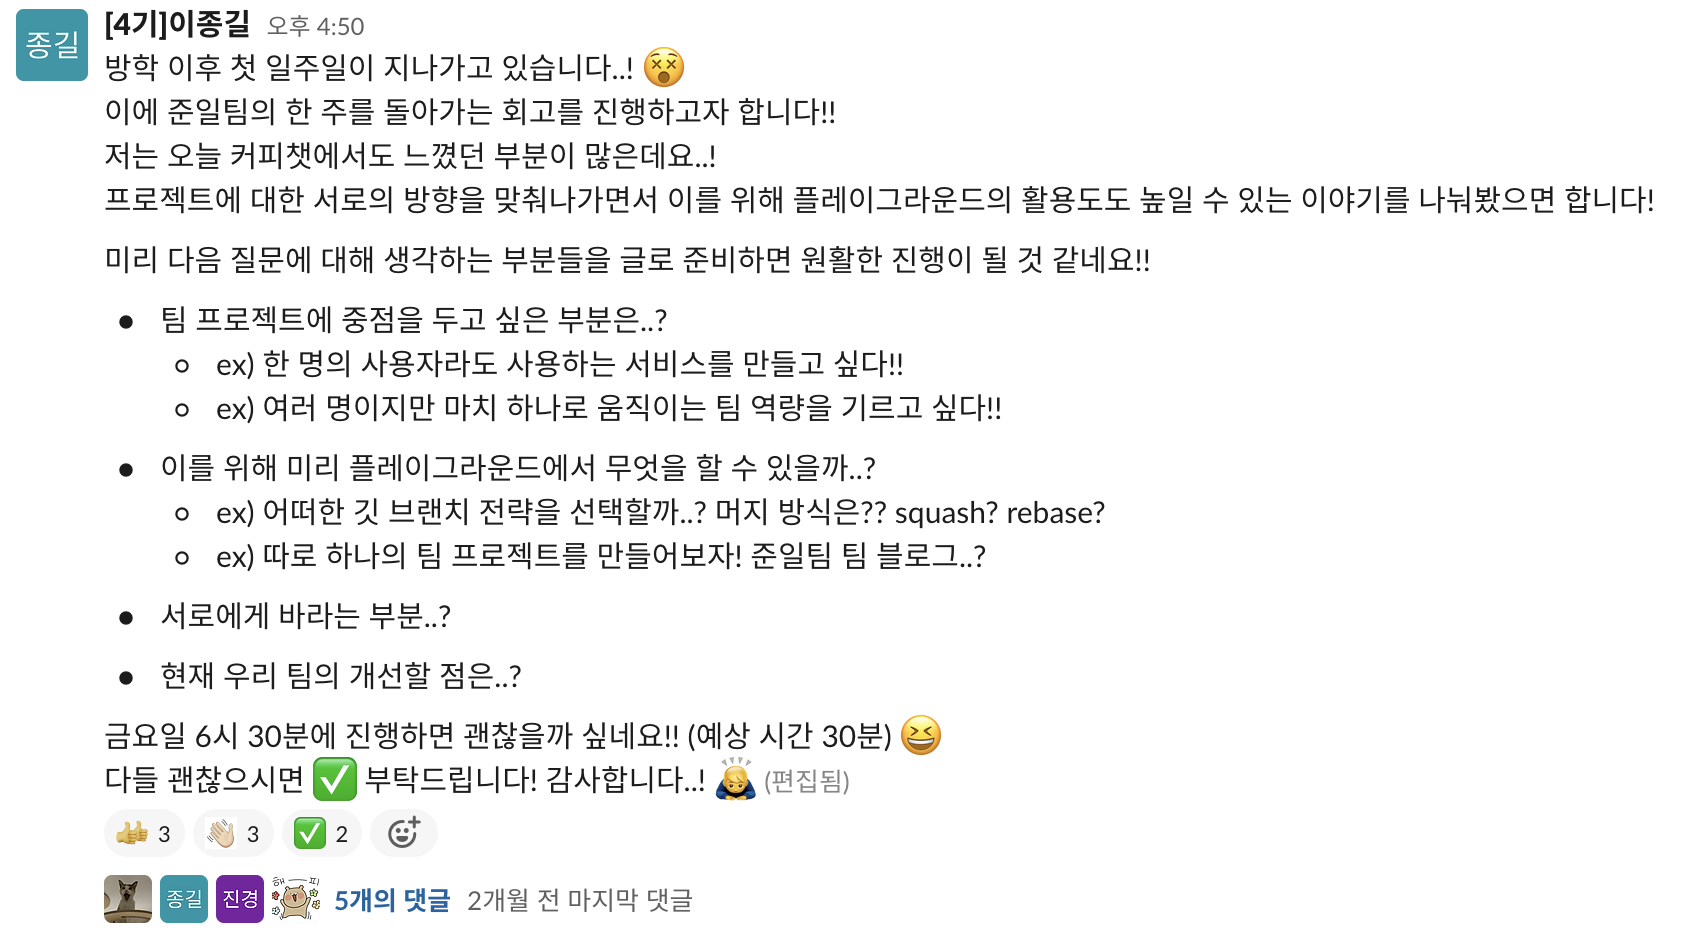 종길
[4기]이종길 오후 4:50
방학 이후 첫 일주일이 지나가고 있습니다..!
이에 준일팀의 한 주를 돌아가는 회고를 진행하고자 합니다!!
저는 오늘 커피챗에서도 느꼈던 부분이 많은데요..!
프로젝트에 대한 서로의 방향을 맞춰나가면서 이를 위해 플레이그라운드의 활용도도 높일 수 있는 이야기를 나눠봤으면 합니다!
미리 다음 질문에 대해 생각하는 부분들을 글로 준비하면 원활한 진행이 될 것 같네요!!
● 팀 프로젝트에 중점을 두고 싶은 부분은..?
○ ex) 한 명의 사용자라도 사용하는 서비스를 만들고 싶다!!
○ ex) 여러 명이지만 마치 하나로 움직이는 팀 역량을 기르고 싶다!!
● 이를 위해 미리 플레이그라운드에서 무엇을 할 수 있을까..?
○ ex) 어떠한 깃 브랜치 전략을 선택할까..? 머지 방식은?? squash? rebase?
○ ex) 따로 하나의 팀 프로젝트를 만들어보자! 준일팀 팀 블로그..?
● 서로에게 바라는 부분..?
● 현재 우리 팀의 개선할 점은..?
금요일 6시 30분에 진행하면 괜찮을까 싶네요!! (예상 시간 30분)
다들 괜찮으시면 ✅ 부탁드립니다! 감사합니다..! (편집됨)
3 3 2
종길 진경 해피 5개의 댓글 2개월 전 마지막 댓글